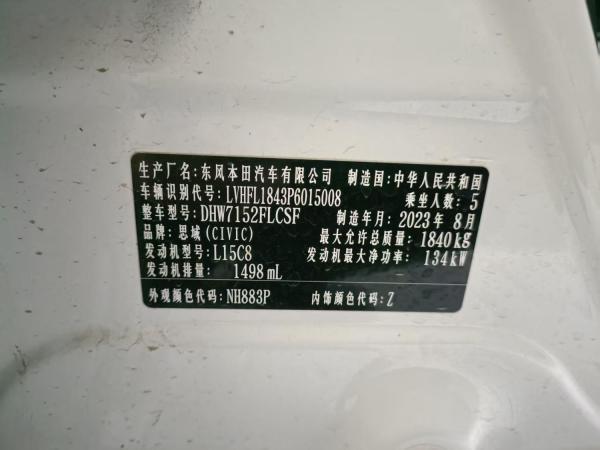 生产厂名:东风本田汽车有限公司 制造国:中华人民共和国
车辆识别代号:LVHFL1843P6015008 乘坐人数:5
整车型号:DHW7152FLCSF 制造年月:2023年8月
品牌:思域(CIVIC) 最大允许总质量:1840kg
发动机型号:L15C8 发动机最大净功率:134kW
发动机排量:1498mL
外观颜色代码:NH883P 内饰颜色代码:Z